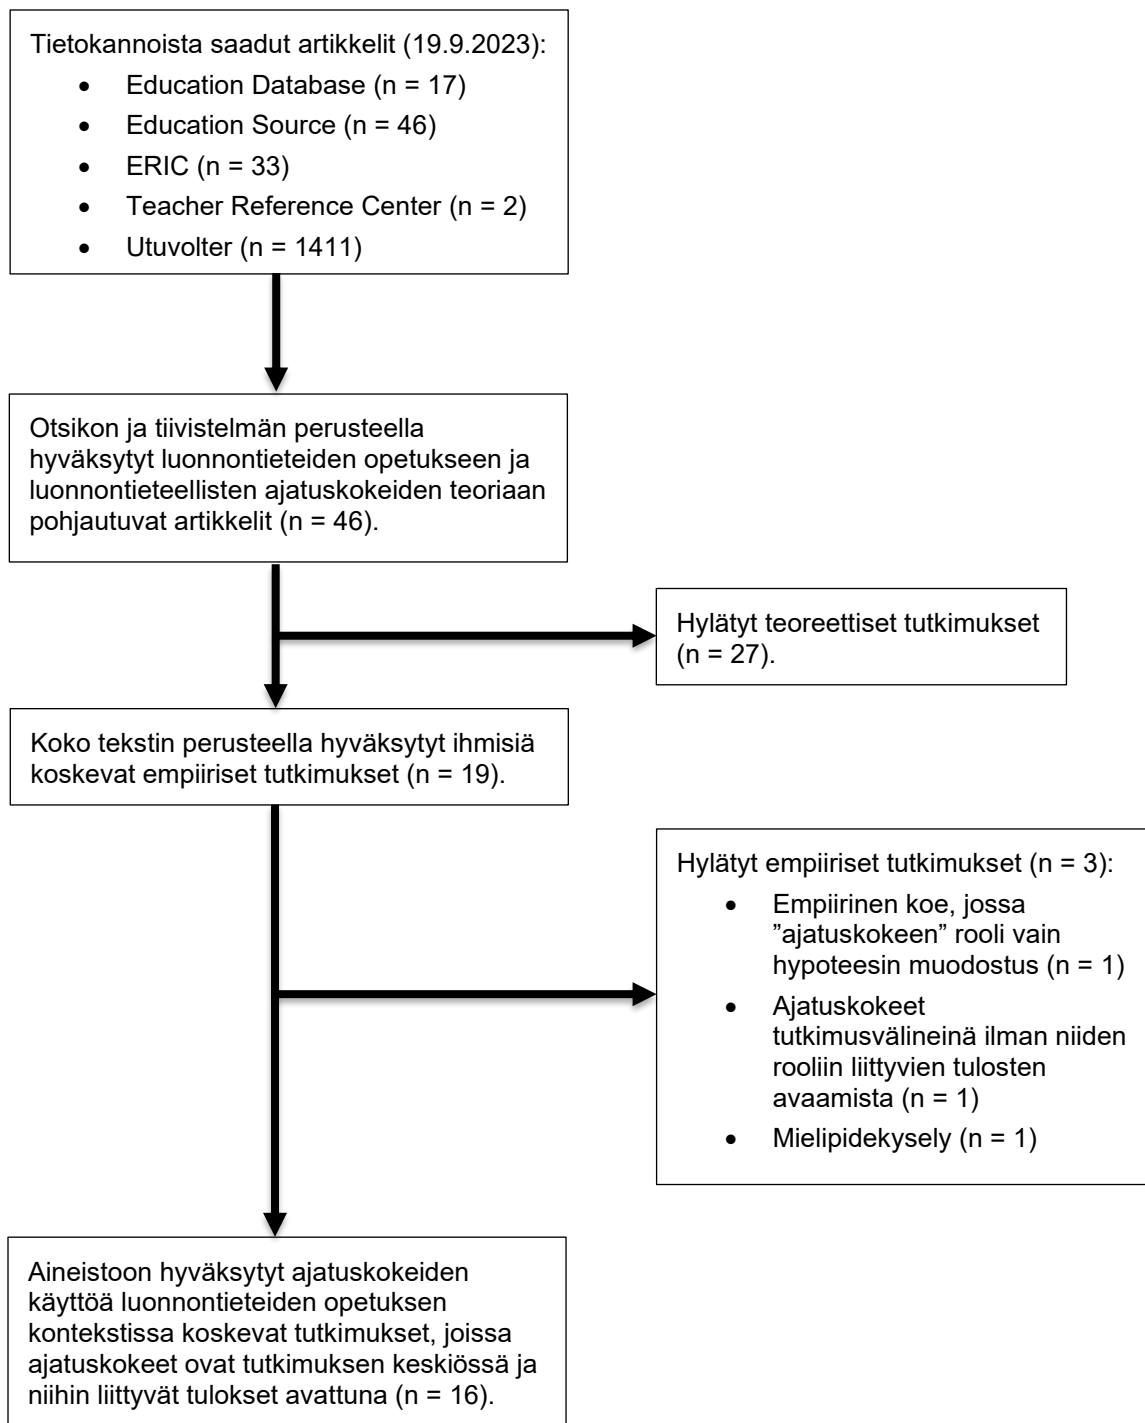 Tietokannoista saadut artikkelit (19.9.2023):
• Education Database (n = 17)
• Education Source (n = 46)
• ERIC (n = 33)
• Teacher Reference Center (n = 2)
• Utuvolter (n = 1411)
Otsikon ja tiivistelmän perusteella
hyväksytyt luonnontieteiden opetukseen ja
luonnontieteellisten ajatuskokeiden teoriaan
pohjautuvat artikkelit (n = 46).
Hylätyt teoreettiset tutkimukset
(n = 27).
Koko tekstin perusteella hyväksytyt ihmisiä
koskevat empiiriset tutkimukset (n = 19).
Hylätyt empiiriset tutkimukset (n = 3):
• Empiirinen koe, jossa
”ajatuskokeen” rooli vain
hypoteesin muodostus (n = 1)
• Ajatuskokeet
tutkimusvälineinä ilman niiden
rooliin liittyvien tulosten
avaamista (n = 1)
• Mielipidekysely (n = 1)
Aineistoon hyväksytyt ajatuskokeiden
käyttöä luonnontieteiden opetuksen
kontekstissa koskevat tutkimukset, joissa
ajatuskokeet ovat tutkimuksen keskiössä ja
niihin liittyvät tulokset avattuna (n = 16).